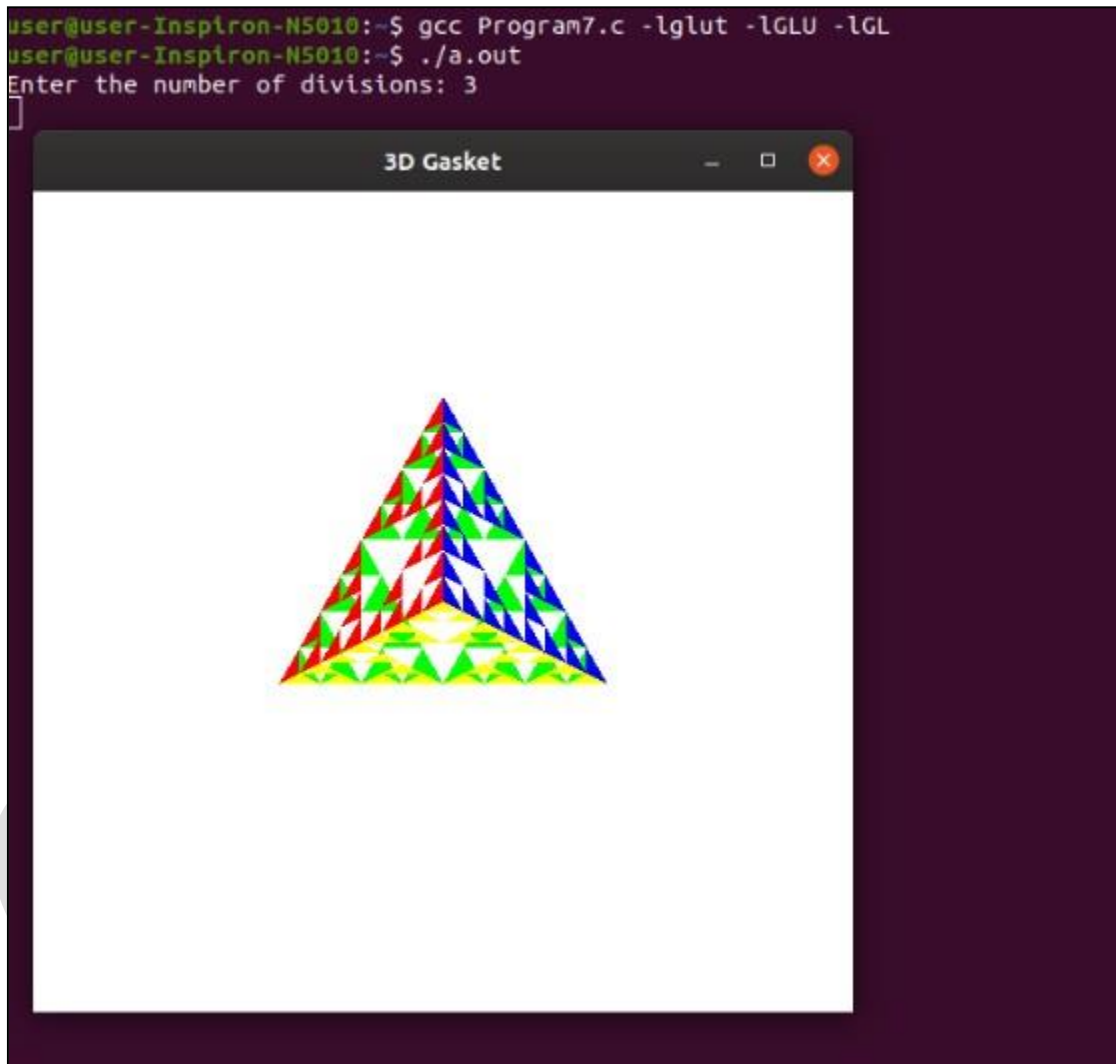 user@user-Inspiron-N5010:~$ gcc Program7.c -lglut -lGLU -lGL
user@user-Inspiron-N5010:~$ ./a.out
Enter the number of divisions: 3
3D Gasket